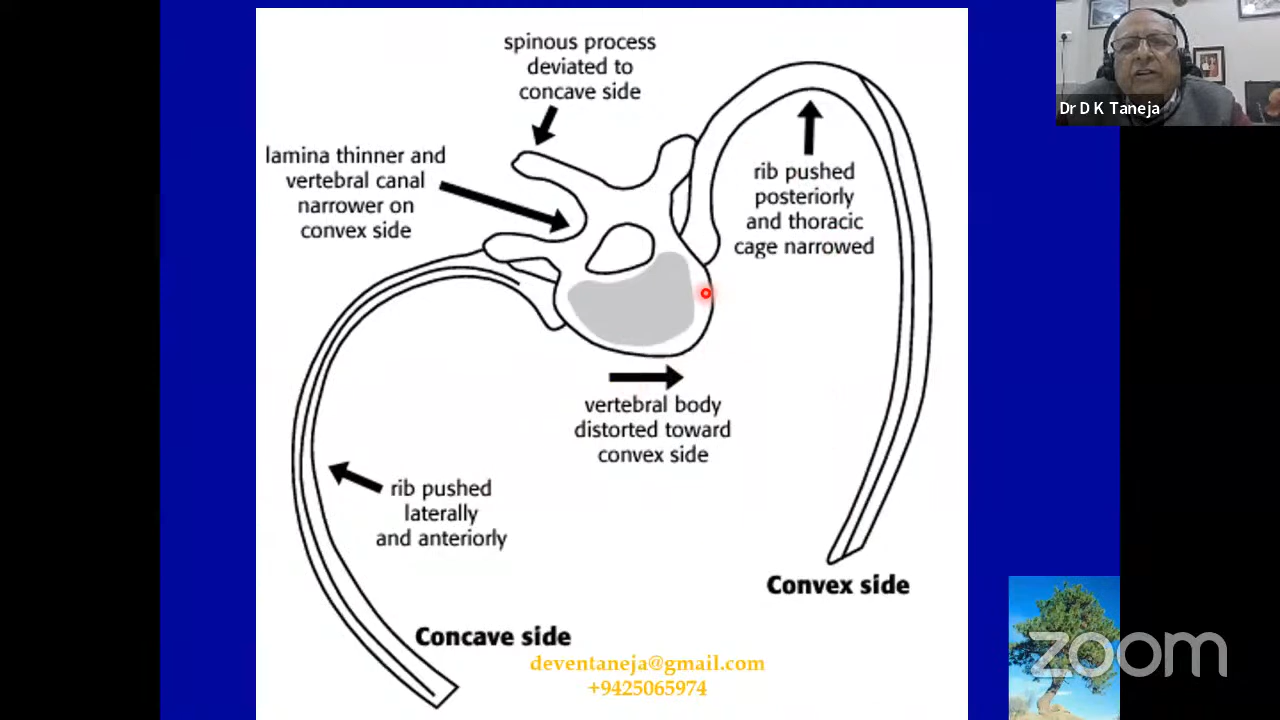 spinous process
deviated to
concave side
Dr D K Taneja
lamina thinner and
vertebral canal
narrower on
convex side
rib pushed
posteriorly
and thoracic
cage narrowed
vertebral body
distorted toward
convex side
rib pushed
laterally
and anteriorly
Convex side
Concave side
deventaneja@gmail.com
+9425065974
zoom